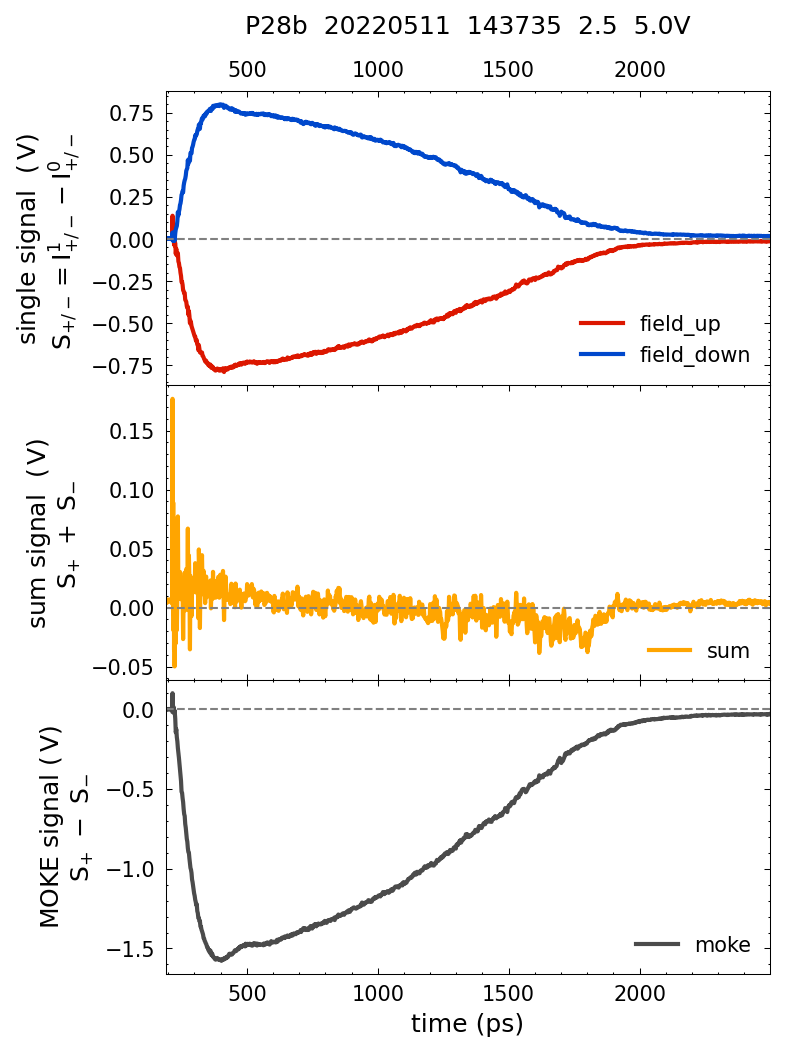 P28b 20220511 143735 2.5 5.0V
500 1000 1500 2000
single signal (V)
S+/− = I¹+/− − I⁰+/−
0.75
0.50
0.25
0.00
−0.25
−0.50
−0.75
field_up
field_down
sum signal (V)
S₊ + S₋
0.15
0.10
0.05
0.00
−0.05
sum
MOKE signal (V)
S₊ − S₋
0.0
−0.5
−1.0
−1.5
moke
500 1000 1500 2000
time (ps)